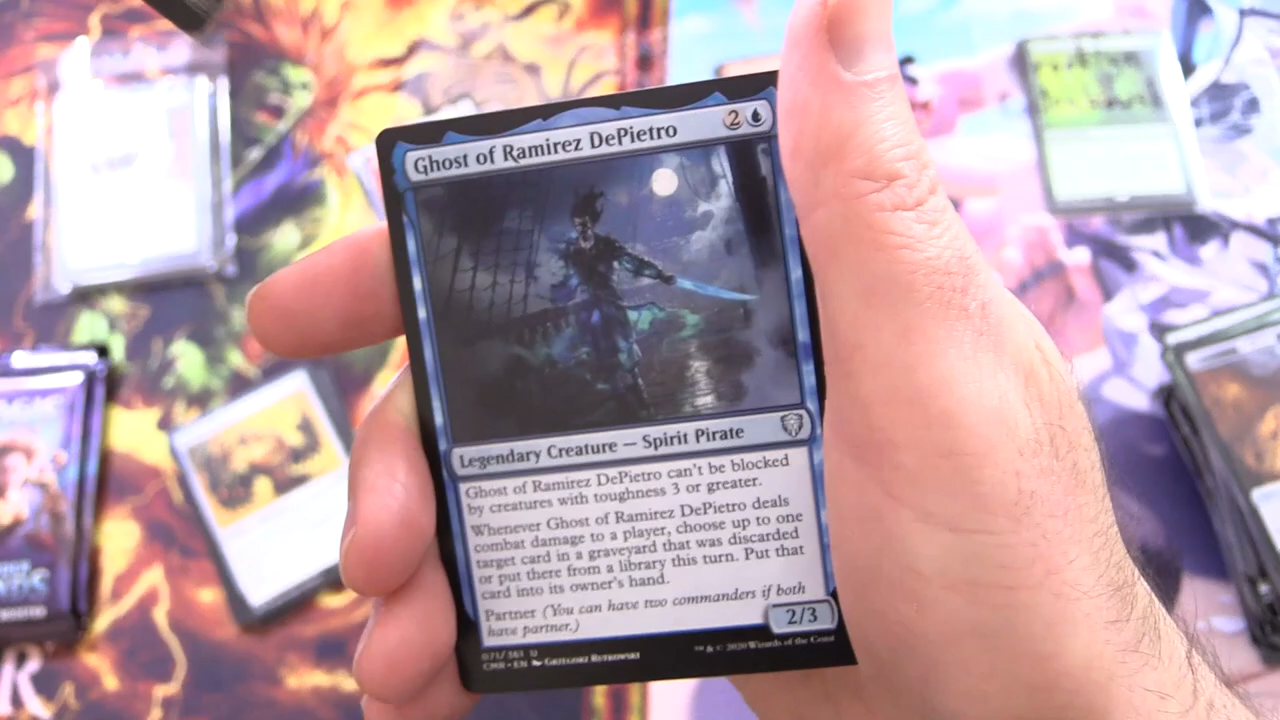 Ghost of Ramirez DePietro 2
Legendary Creature — Spirit Pirate
Ghost of Ramirez DePietro can't be blocked
by creatures with toughness 3 or greater.
Whenever Ghost of Ramirez DePietro deals
combat damage to a player, choose up to one
target card in a graveyard that was discarded
or put there from a library this turn. Put that
card into its owner's hand.
Partner (You can have two commanders if both
have partner.)
2/3
071/361 U
CMR • EN GRZEGORZ RUTKOWSKI
™ & © 2020 Wizards of the Coast